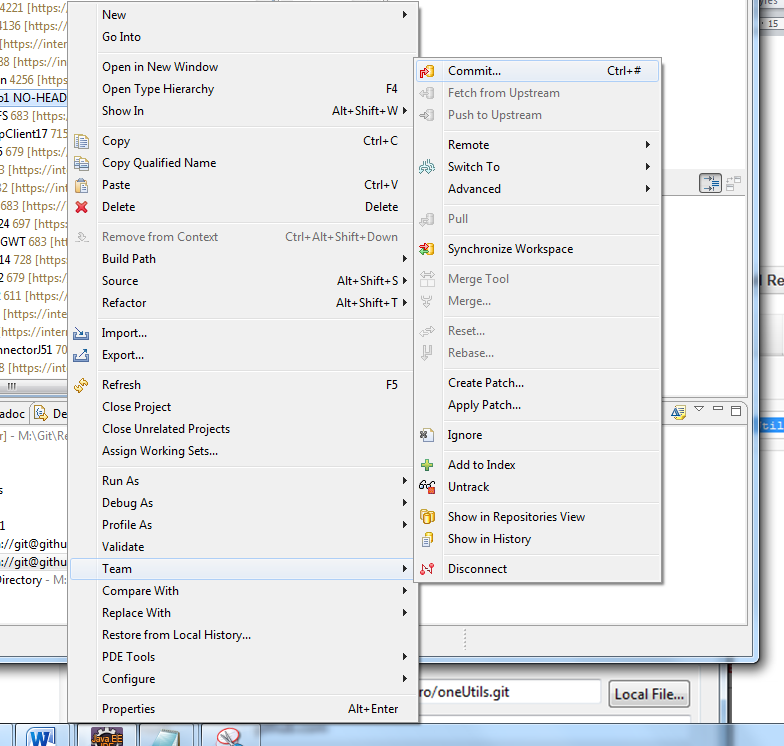 4221 [https:/
New
4136 [https:/
Go Into
[https://inter
88 [https://in
Open in New Window
n 4256 [https:
Open Type Hierarchy F4
o1 NO-HEAD
Show In Alt+Shift+W
FS 683 [https:
pClient17 715
Copy Ctrl+C
5 679 [https://
Copy Qualified Name
3 [https://int
Paste Ctrl+V
32 [https://in
Delete Delete
683 [https://
24 697 [https:
Remove from Context Ctrl+Alt+Shift+Down
GWT 683 [http
Build Path
14 728 [https:
Source Alt+Shift+S
2 679 [https:/
Refactor Alt+Shift+T
611 [https:/
[https://inter
https://intern
Import...
nnectorJ51 70
Export...
8 [https://int
Refresh F5
Close Project
adoc De
Close Unrelated Projects
r] - M:\Git\Re
Assign Working Sets...
Run As
s
Debug As
Profile As
1
Validate
://git@githu
Team
://git@githu
Directory - M:
Compare With
Replace With
Restore from Local History...
PDE Tools
Configure
Properties Alt+Enter
Commit... Ctrl+#
Fetch from Upstream
Push to Upstream
Remote
Switch To
Advanced
Pull
Synchronize Workspace
Merge Tool
Merge...
Reset...
Rebase...
Create Patch...
Apply Patch...
Ignore
Add to Index
Untrack
Show in Repositories View
Show in History
Disconnect
15
l Re
til
ro/oneUtils.git
Local File...
W
Java EE